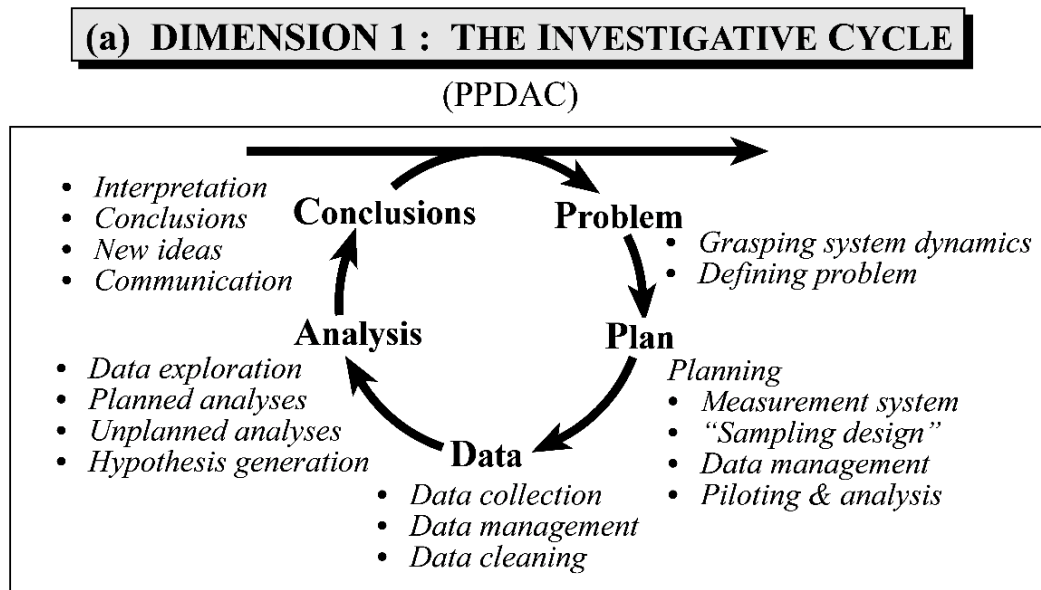 (a) DIMENSION 1 : THE INVESTIGATIVE CYCLE
(PPDAC)
• Interpretation
• Conclusions
• New ideas
• Communication
Conclusions
Problem
• Grasping system dynamics
• Defining problem
Analysis
Plan
• Data exploration
• Planned analyses
• Unplanned analyses
• Hypothesis generation
Planning
• Measurement system
• “Sampling design”
• Data management
• Piloting & analysis
Data
• Data collection
• Data management
• Data cleaning